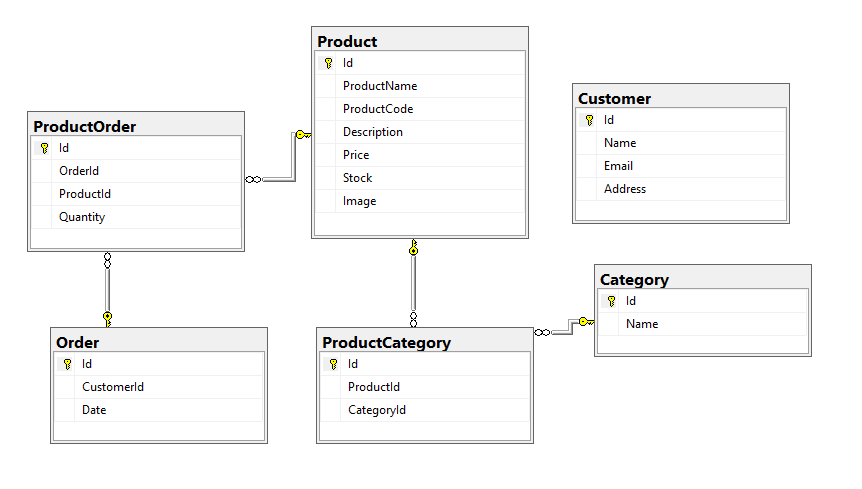 Product
Id
ProductName
ProductCode
Description
Price
Stock
Image
Customer
Id
Name
Email
Address
ProductOrder
Id
OrderId
ProductId
Quantity
Category
Id
Name
Order
Id
CustomerId
Date
ProductCategory
Id
ProductId
CategoryId